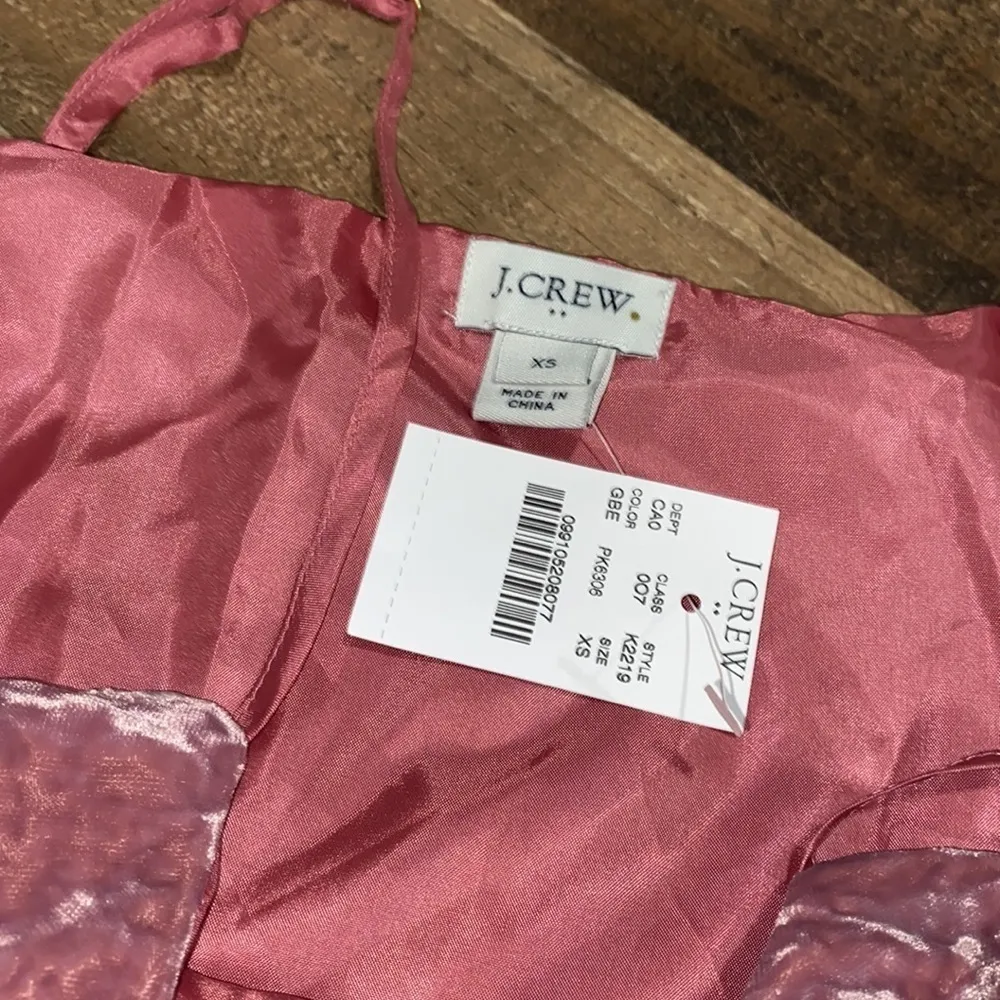 J.CREW
XS
MADE IN
CHINA
J.CREW
DEPT CLASS STYLE
CA0 007 K2219
COLOR SIZE
GBE PK6306 XS
099105208077